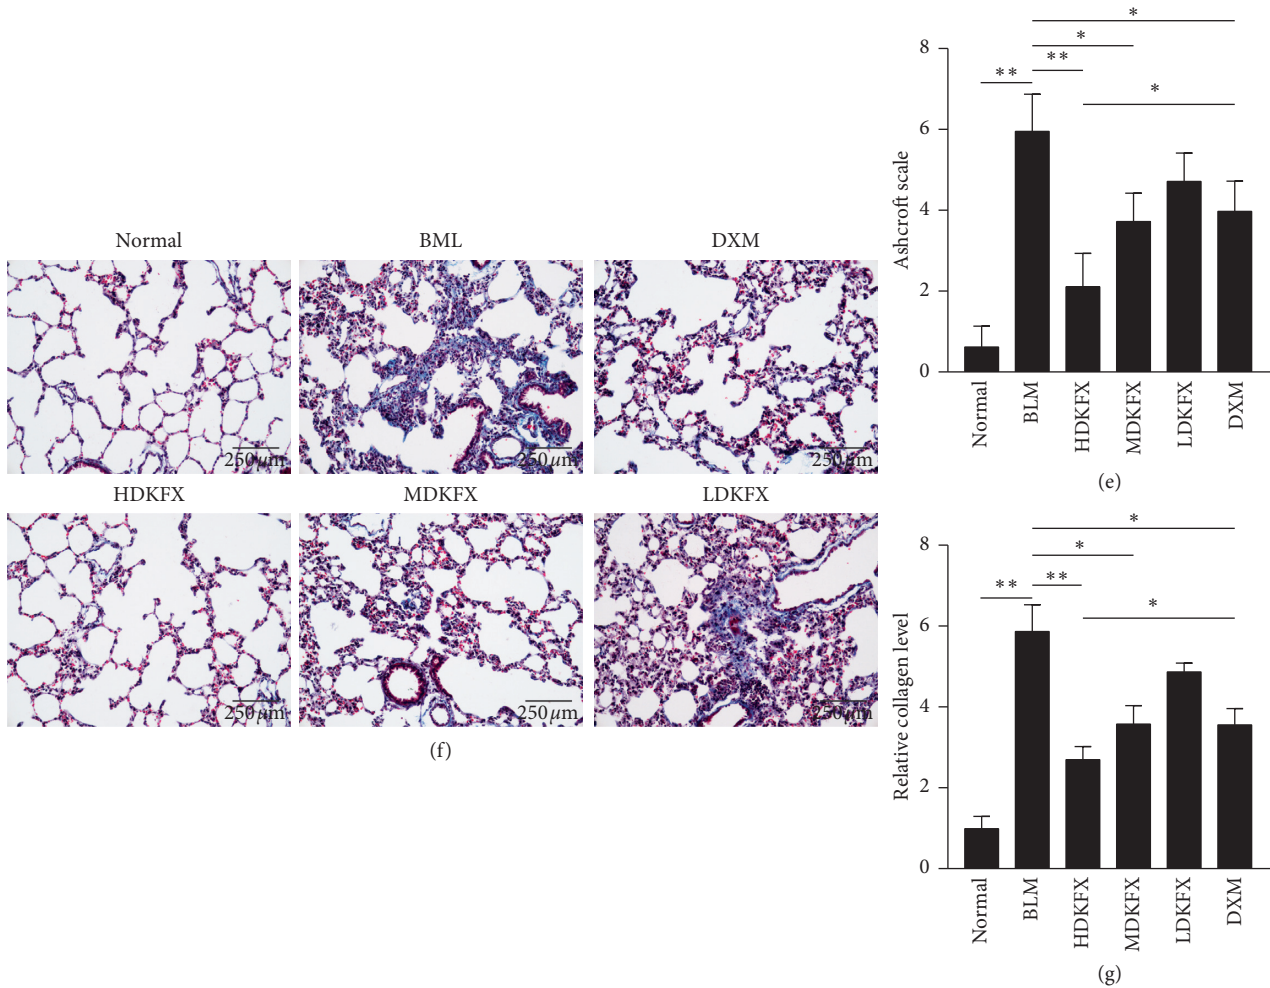 Normal
BML
DXM
250 μm
250 μm
250 μm
HDKFX
MDKFX
LDKFX
250 μm
250 μm
250 μm
(f)
Ashcroft scale
8
6
4
2
0
*
*
** **
*
Normal
BLM
HDKFX
MDKFX
LDKFX
DXM
(e)
Relative collagen level
8
6
4
2
0
*
*
** **
*
Normal
BLM
HDKFX
MDKFX
LDKFX
DXM
(g)